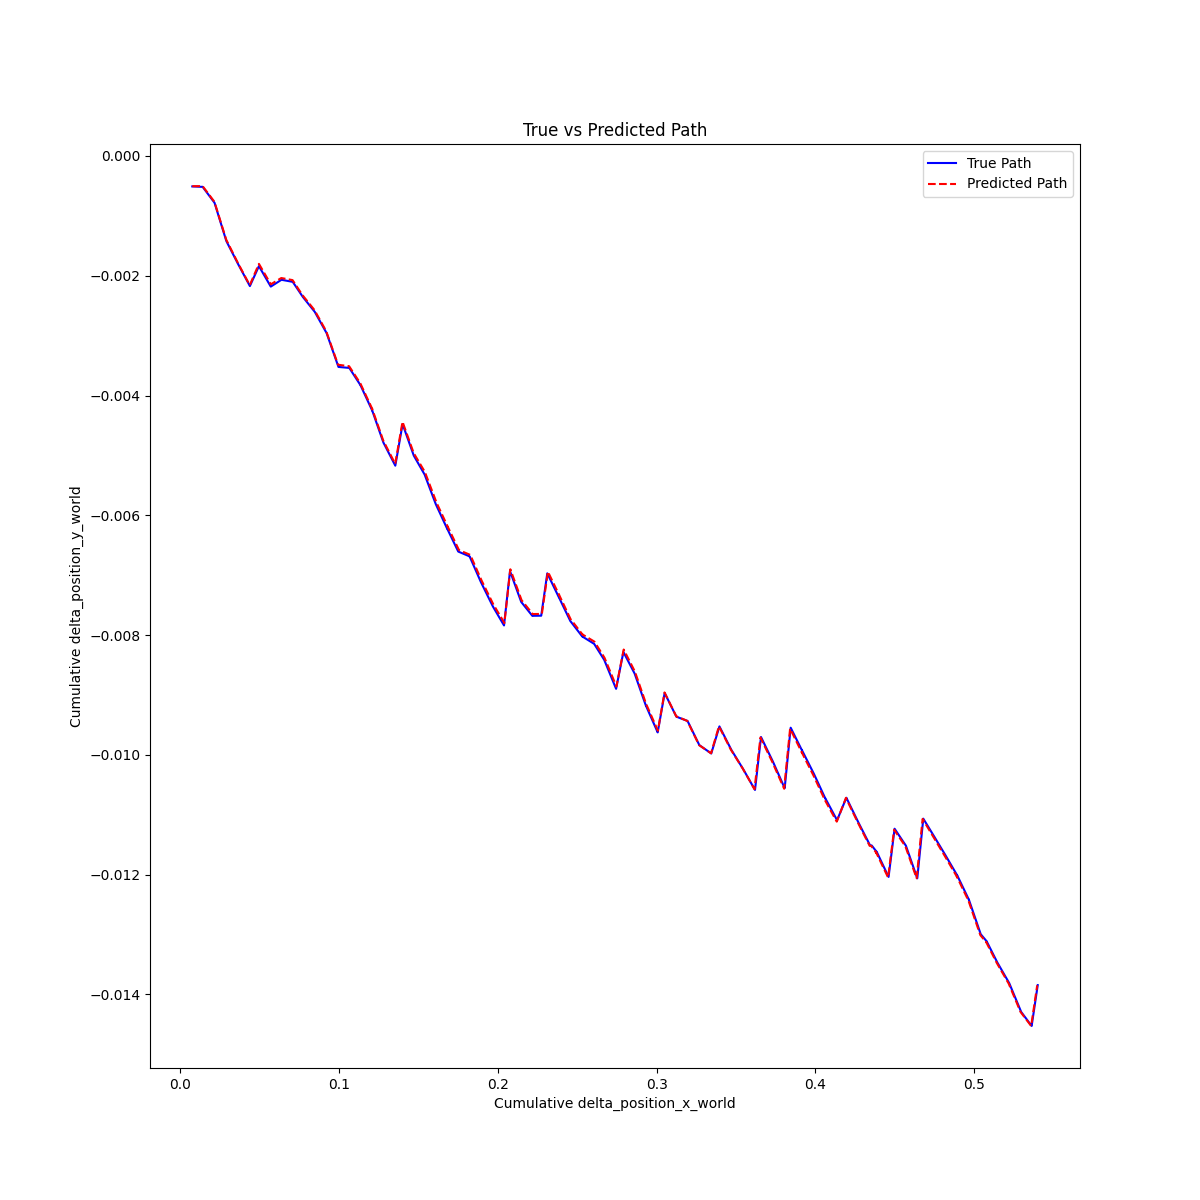 True vs Predicted Path
True Path
Predicted Path
0.000
−0.002
−0.004
−0.006
−0.008
−0.010
−0.012
−0.014
Cumulative delta_position_y_world
0.0 0.1 0.2 0.3 0.4 0.5
Cumulative delta_position_x_world